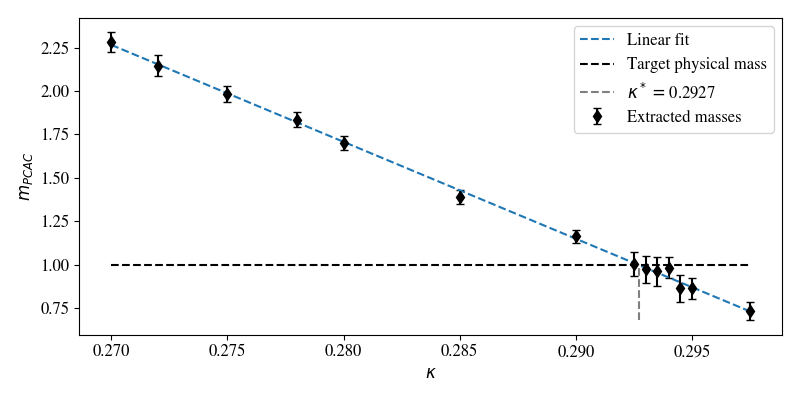 2.25
2.00
1.75
1.50
1.25
1.00
0.75
m_PCAC
0.270
0.275
0.280
0.285
0.290
0.295
κ
Linear fit
Target physical mass
κ* = 0.2927
Extracted masses